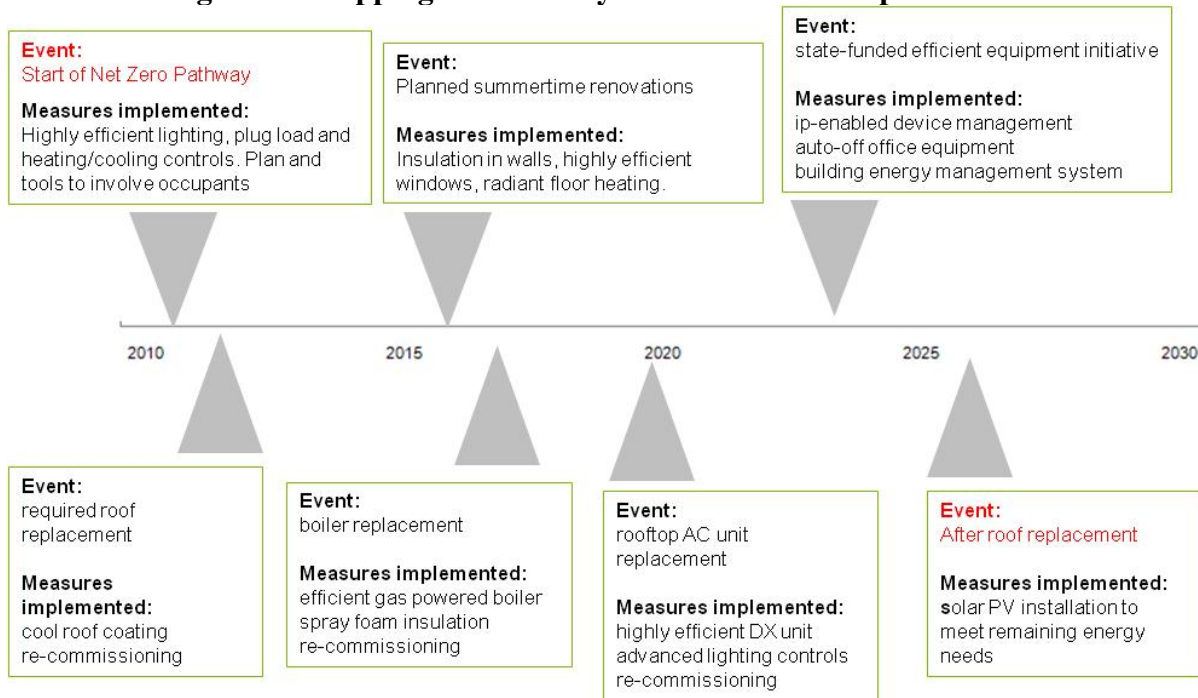 Event:
Start of Net Zero Pathway
Measures implemented:
Highly efficient lighting, plug load and
heating/cooling controls. Plan and
tools to involve occupants
Event:
Planned summertime renovations
Measures implemented:
Insulation in walls, highly efficient
windows, radiant floor heating.
Event:
state-funded efficient equipment initiative
Measures implemented:
ip-enabled device management
auto-off office equipment
building energy management system
2010 2015 2020 2025 2030
Event:
required roof
replacement
Measures
implemented:
cool roof coating
re-commissioning
Event:
boiler replacement
Measures implemented:
efficient gas powered boiler
spray foam insulation
re-commissioning
Event:
rooftop AC unit
replacement
Measures implemented:
highly efficient DX unit
advanced lighting controls
re-commissioning
Event:
After roof replacement
Measures implemented:
solar PV installation to
meet remaining energy
needs